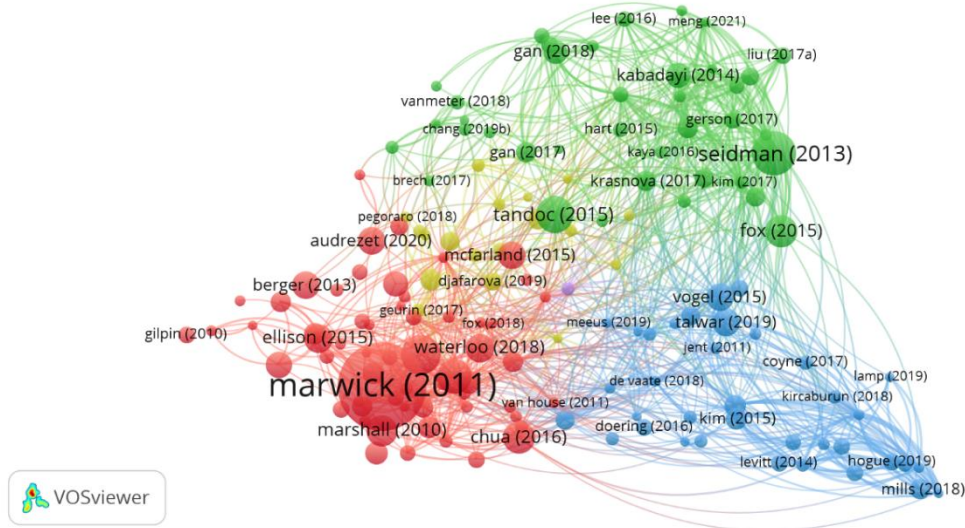 lee (2016)
meng (2021)
gan (2018)
liu (2017a)
kabadayi (2014)
vanmeter (2018)
gerson (2017)
chang (2019b)
hart (2015)
gan (2017)
kaya (2016)
seidman (2013)
brech (2017)
krasnova (2017)
kim (2017)
pegoraro (2018)
tandoc (2015)
audrezet (2020)
fox (2015)
mcfarland (2015)
berger (2013)
djafarova (2019)
vogel (2015)
geurin (2017)
fox (2018)
meeus (2019)
talwar (2019)
gilpin (2010)
ellison (2015)
waterloo (2018)
jent (2011)
coyne (2017)
lamp (2019)
marwick (2011)
de vaate (2018)
kircaburun (2018)
van house (2011)
marshall (2010)
chua (2016)
doering (2016)
kim (2015)
levitt (2014)
hogue (2019)
mills (2018)
VOSviewer